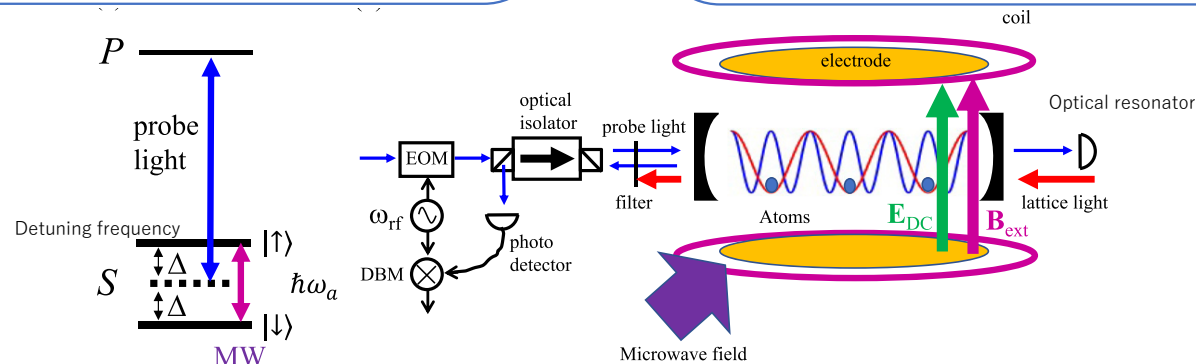 P
probe
light
Detuning frequency
|↑⟩
Δ
S
Δ
ħωₐ
|↓⟩
MW
EOM
ω_rf
DBM
optical
isolator
photo
detector
probe light
filter
coil
electrode
Optical resonator
lattice light
Atoms
E_DC
B_ext
Microwave field